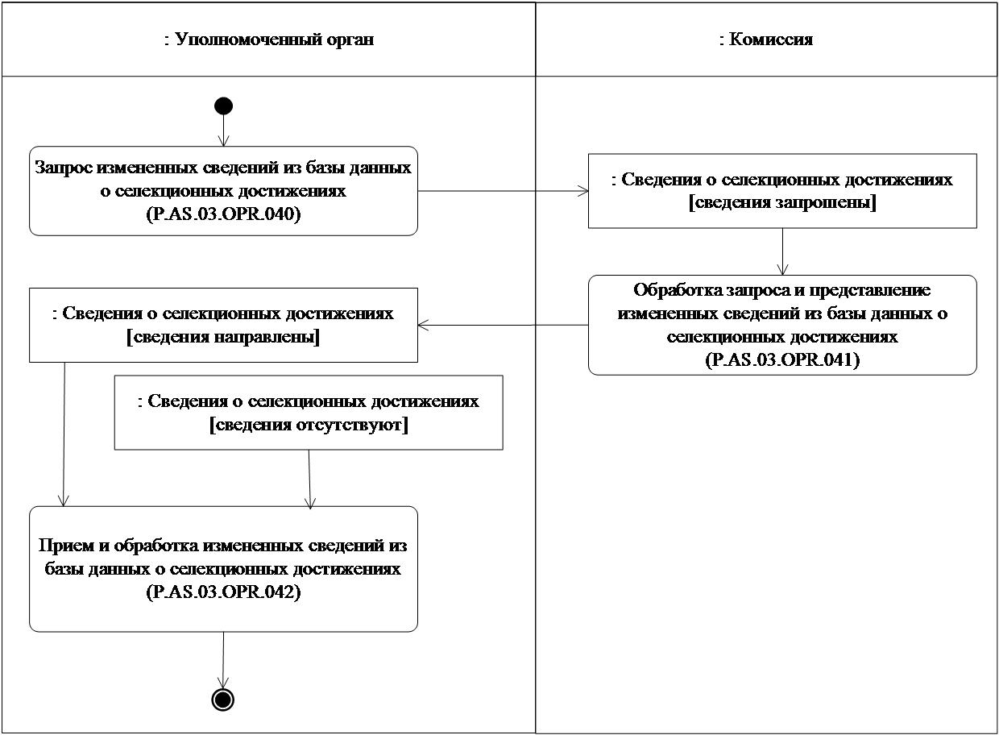 : Уполномоченный орган
: Комиссия
Запрос измененных сведений из базы данных
о селекционных достижениях
(P.AS.03.OPR.040)
: Сведения о селекционных достижениях
[сведения запрошены]
Обработка запроса и представление
измененных сведений из базы данных о
селекционных достижениях
(P.AS.03.OPR.041)
: Сведения о селекционных достижениях
[сведения направлены]
: Сведения о селекционных достижениях
[сведения отсутствуют]
Прием и обработка измененных сведений из
базы данных о селекционных достижениях
(P.AS.03.OPR.042)